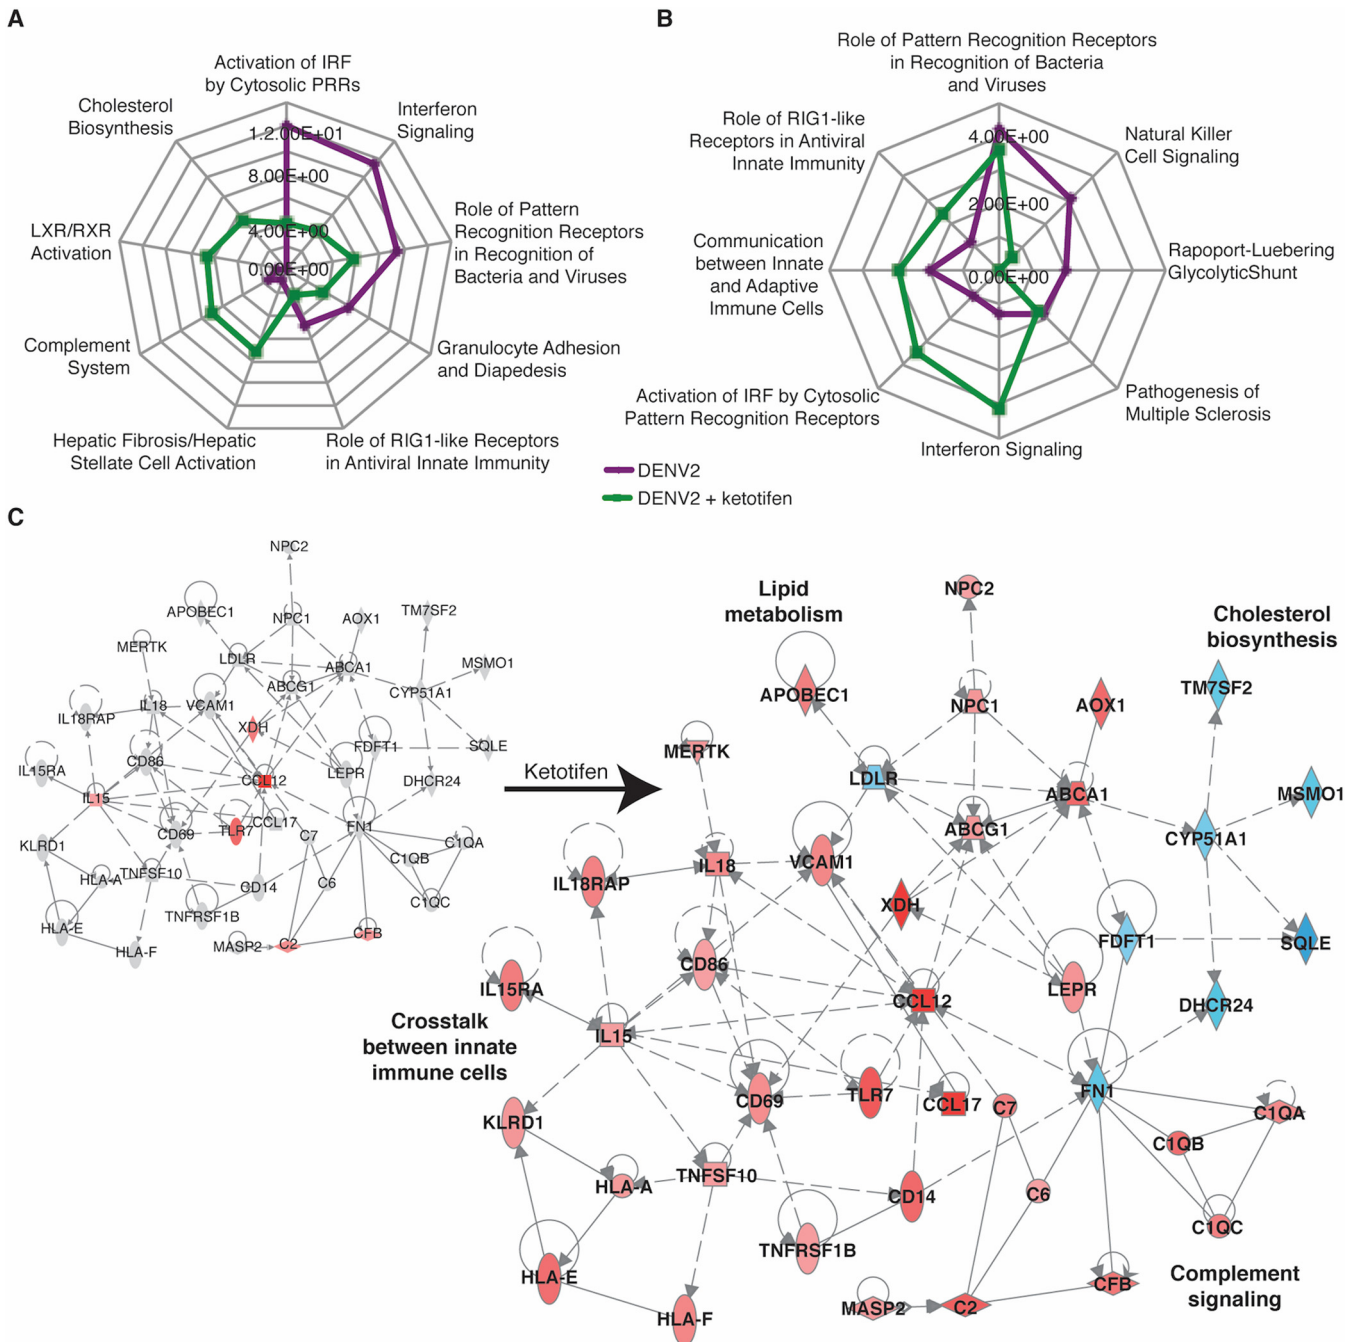 A
Activation of IRF
by Cytosolic PRRs
Cholesterol
Biosynthesis
Interferon
Signaling
1.200E+01
8.00E+00
4.00E+00
0.00E+00
LXR/RXR
Activation
Role of Pattern
Recognition Receptors
in Recognition of
Bacteria and Viruses
Complement
System
Granulocyte Adhesion
and Diapedesis
Hepatic Fibrosis/Hepatic
Stellate Cell Activation
Role of RIG1-like Receptors
in Antiviral Innate Immunity
B
Role of Pattern Recognition Receptors
in Recognition of Bacteria
and Viruses
Role of RIG1-like
Receptors in Antiviral
Innate Immunity
Natural Killer
Cell Signaling
4.00E+00
2.00E+00
0.00E+00
Communication
between Innate
and Adaptive
Immune Cells
Rapoport-Luebering
GlycolyticShunt
Activation of IRF by Cytosolic
Pattern Recognition Receptors
Pathogenesis of
Multiple Sclerosis
Interferon Signaling
DENV2
DENV2 + ketotifen
C
NPC2
APOBEC1
NPC1
AOX1
TM7SF2
MERTK
LDLR
ABCA1
MSMO1
ABCG1
CYP51A1
IL18RAP
IL18
VCAM1
XDH
FDFT1
SQLE
CD86
IL15RA
LEPR
CCL12
DHCR24
IL15
CCL17
CD69
TLR7
C7
FN1
KLRD1
C1QA
C1QB
HLA-A
TNFSF10
CD14
C6
C1QC
TNFRSF1B
HLA-E
HLA-F
MASP2
C2
CFB
Ketotifen
Lipid
metabolism
NPC2
Cholesterol
biosynthesis
APOBEC1
NPC1
AOX1
TM7SF2
MERTK
LDLR
ABCA1
MSMO1
ABCG1
CYP51A1
IL18RAP
IL18
VCAM1
XDH
FDFT1
SQLE
CD86
IL15RA
LEPR
CCL12
DHCR24
Crosstalk
between innate
immune cells
IL15
CD69
TLR7
CCL17
C7
FN1
KLRD1
C1QA
C1QB
HLA-A
TNFSF10
CD14
C6
C1QC
TNFRSF1B
HLA-E
HLA-F
MASP2
C2
CFB
Complement
signaling